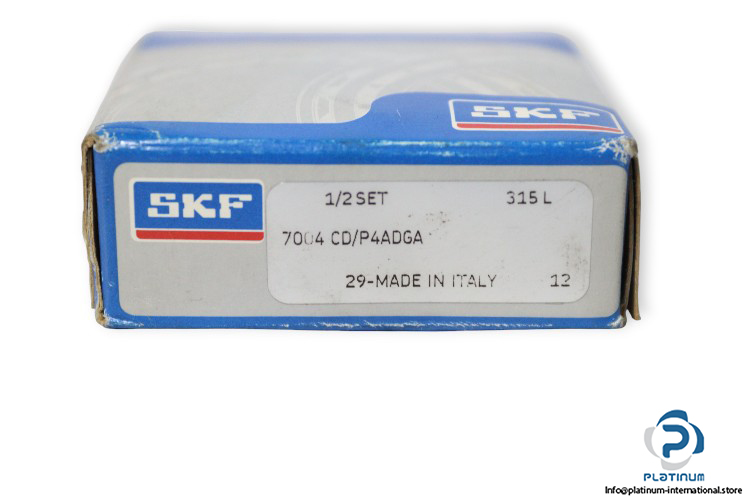 SKF
SKF
1/2 SET 315 L
7004 CD/P4ADGA
29-MADE IN ITALY 12
PLATINUM
Info@platinum-international.store